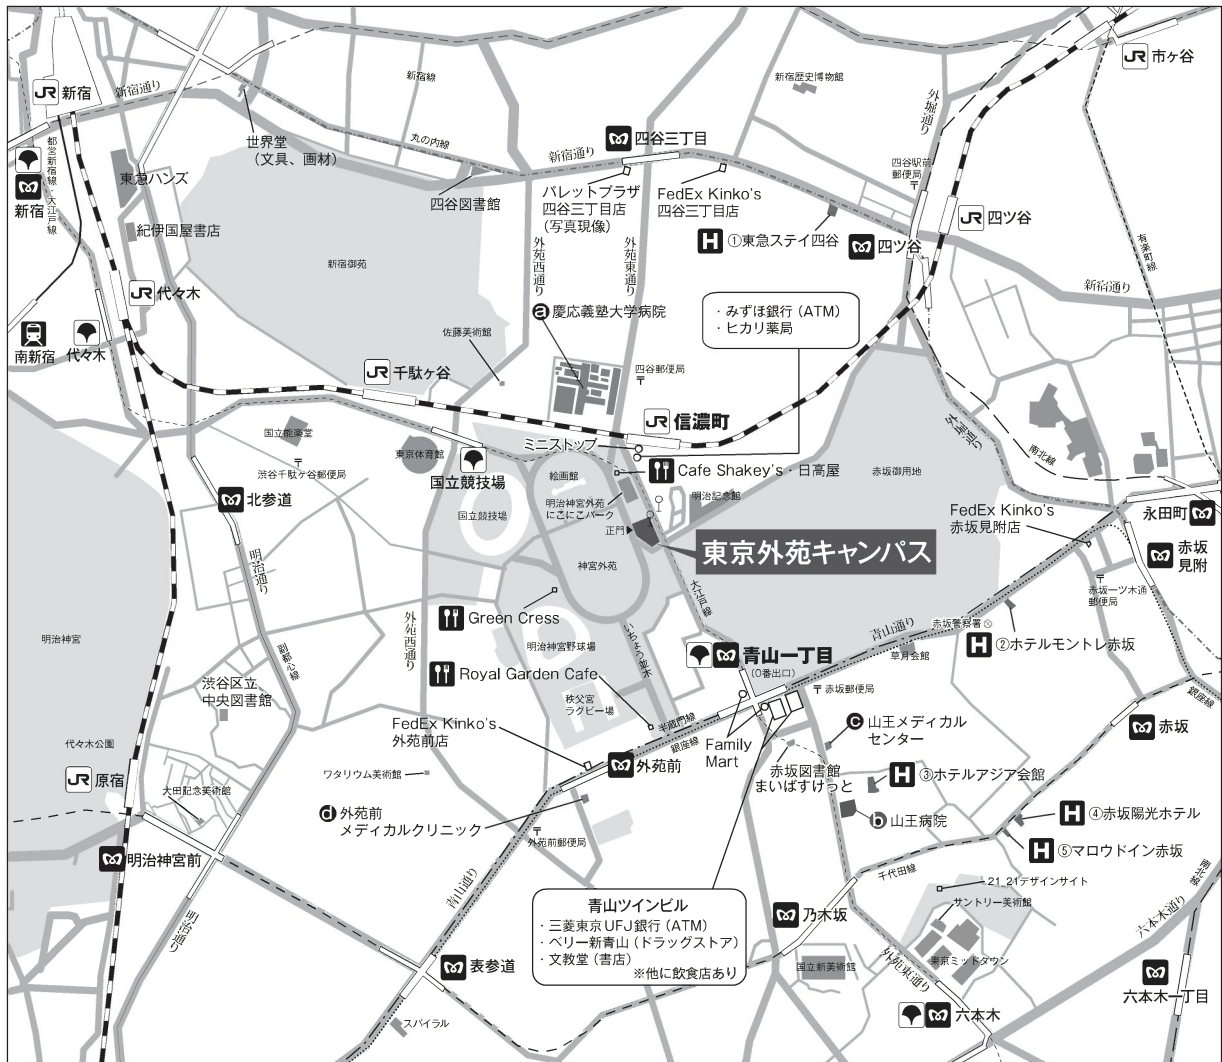 JR 市ヶ谷
JR 新宿
新宿通り
新宿線
新宿歴史博物館
外堀通り
世界堂
（文具、画材）
丸の内線
新宿通り
四谷三丁目
四谷駅前
郵便局
都営新宿線・大江戸線
新宿
東急ハンズ
四谷図書館
パレットプラザ
四谷三丁目店
（写真現像）
FedEx Kinko's
四谷三丁目店
JR 四ツ谷
紀伊国屋書店
外苑西通り
外苑東通り
H ①東急ステイ四谷
四ツ谷
有楽町線
新宿御苑
新宿通り
JR 代々木
ⓐ慶応義塾大学病院
・みずほ銀行（ATM）
・ヒカリ薬局
南新宿
代々木
佐藤美術館
JR 千駄ヶ谷
四谷郵便局
JR 信濃町
外堀通り
国立能楽堂
ミニストップ
東京体育館
南北線
渋谷千駄ヶ谷郵便局
国立競技場
絵画館
Cafe Shakey's・日高屋
赤坂御用地
北参道
明治神宮外苑
にこにこパーク
明治記念館
国立競技場
FedEx Kinko's
赤坂見附店
永田町
正門
東京外苑キャンパス
赤坂
見附
明治通り
神宮外苑
大江戸線
赤坂一ツ木通
郵便局
Green Cress
外苑西通り
いちょう並木
青山通り
赤坂警察署
明治神宮
明治神宮野球場
青山一丁目
（0番出口）
草月会館
H ②ホテルモントレ赤坂
副都心線
Royal Garden Cafe
渋谷区立
中央図書館
秩父宮
ラグビー場
赤坂郵便局
銀座線
FedEx Kinko's
外苑前店
半蔵門線
銀座線
ⓒ山王メディカル
センター
赤坂
代々木公園
Family
Mart
外苑前
赤坂図書館
まいばすけっと
JR 原宿
ワタリウム美術館
H ③ホテルアジア会館
太田記念美術館
ⓓ外苑前
メディカルクリニック
ⓑ山王病院
H ④赤坂陽光ホテル
外苑前郵便局
H ⑤マロウドイン赤坂
明治神宮前
千代田線
南北線
青山通り
21_21デザインサイト
青山ツインビル
・三菱東京UFJ銀行（ATM）
・ベリー新青山（ドラッグストア）
・文教堂（書店）
※他に飲食店あり
サントリー美術館
乃木坂
六本木通り
明治通り
表参道
国立新美術館
外苑東通り
東京ミッドタウン
六本木一丁目
六本木
スパイラル